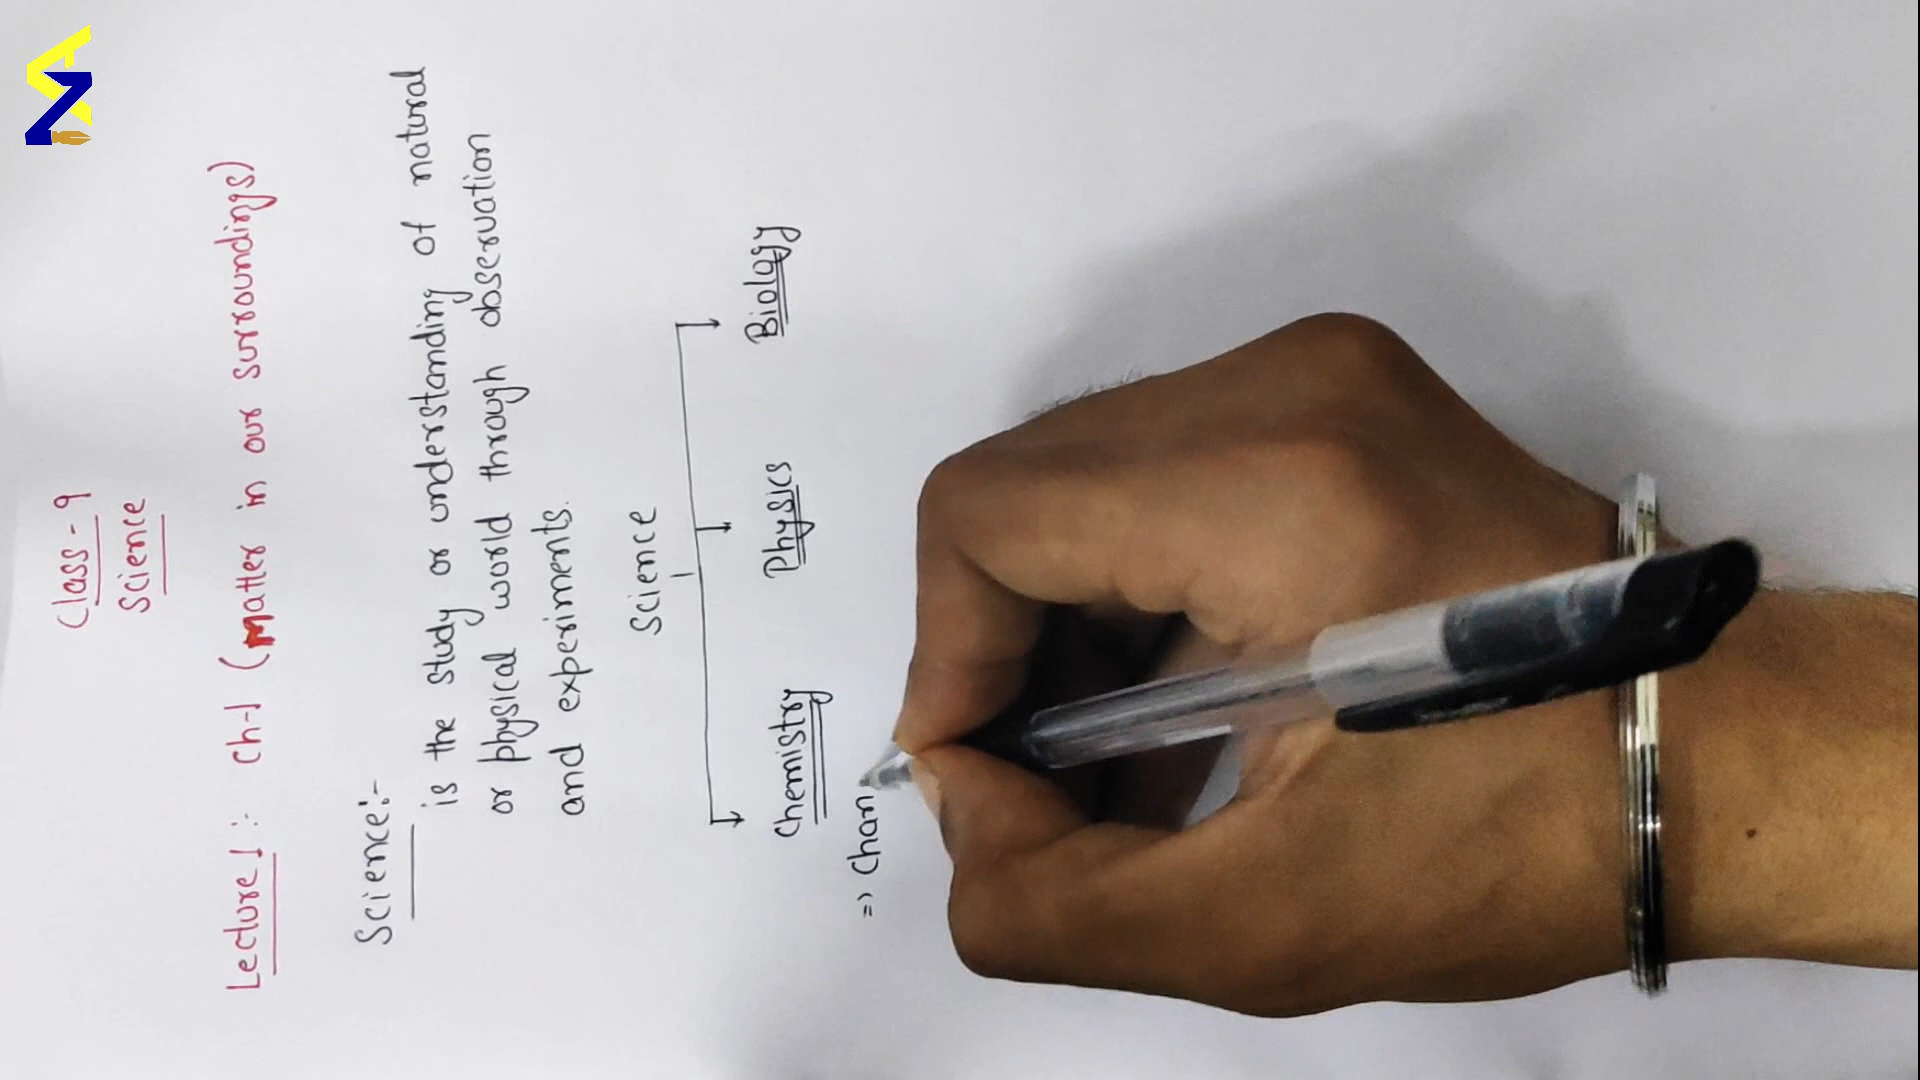 Class - 9
Science
Lecture 1 :- Ch-1 (Matter in our surroundings)
Science:-
is the study or understanding of natural
or physical world through observation
and experiments.
Science
Chemistry Physics Biology
=> Chan